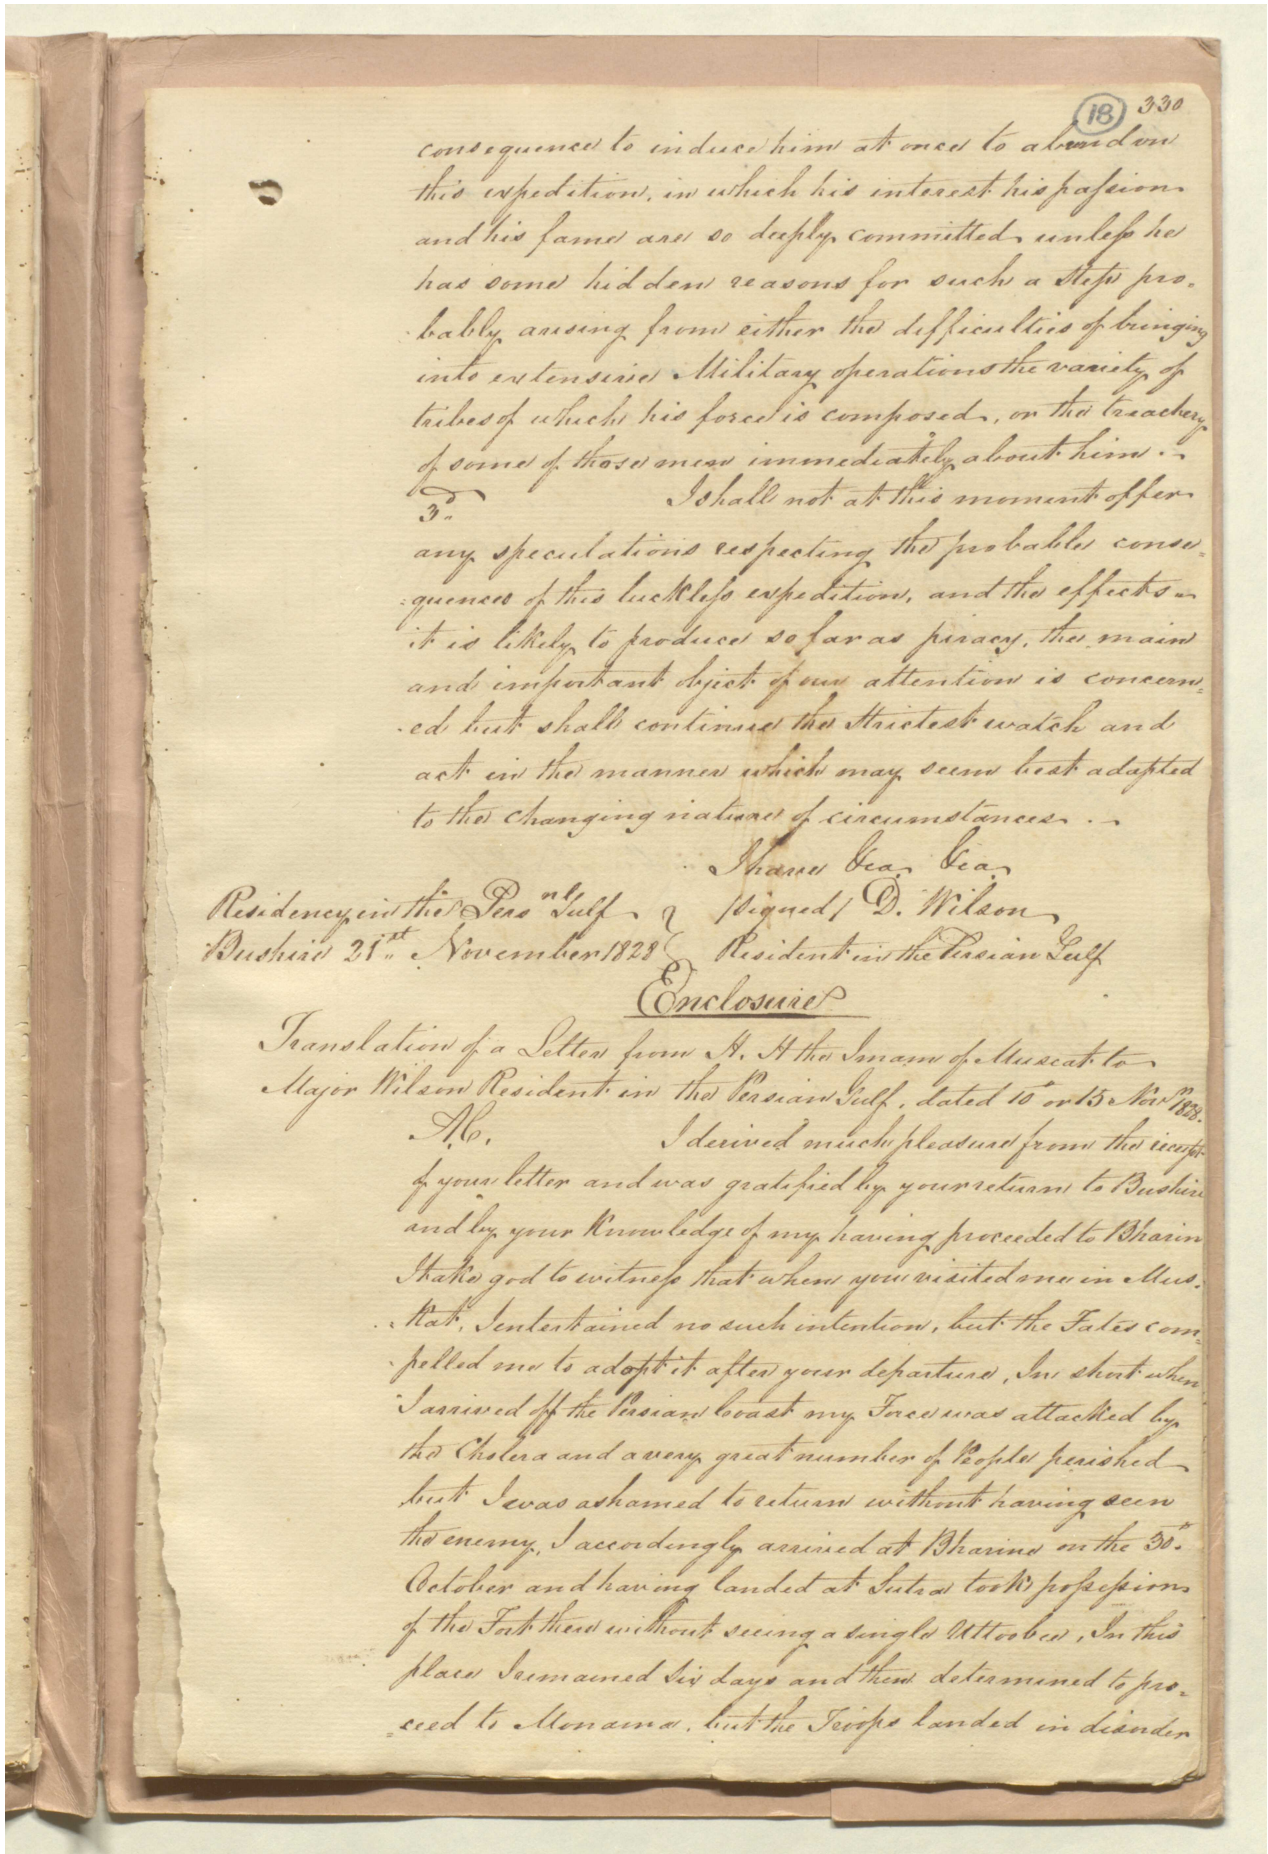 18 330
consequence to induce him at once to abandon
this expedition, in which his interest his passion
and his fame are so deeply committed unless he
has some hidden reasons for such a step pro-
bably arising from either the difficulties of bringing
into extensive Military operations the variety of
tribes of which his force is composed, or the treachery
of some of those men immediately about him.
3. I shall not at this moment offer
any speculations respecting the probable conse=
=quences of this luckless expedition, and the effects
it is likely to produce so far as piracy, the main
and important object of our attention is concern=
ed but shall continue the strictest watch and
act in the manner which may seem best adapted
to the changing nature of circumstances.
I have &ca &ca
Residency in the Persn Gulf } /signed/ D. Wilson
Bushire 21st November 1828 } Resident in the Persian Gulf
Enclosure
Translation of a Letter from H. H the Imam of Muscat to
Major Wilson Resident in the Persian Gulf, dated 10 or 15 Novr 1828.
A.C. I derived much pleasure from the receipt
of your letter and was gratified by your return to Bushire
and by your Knowledge of my having proceeded to Bharin
I take god to witness that when you visited me in Mus-
Kat, I entertained no such intention, but the Fates com=
pelled me to adopt it after your departure, In short when
I arrived off the Persian Coast my Force was attacked by
the Cholera and a very great number of People perished
but I was ashamed to return without having seen
the enemy, I accordingly arrived at Bharine on the 30th
October and having landed at Sutra took possession
of the Fort there without seeing a single Uttoobee, In this
place I remained Six days and then determined to pro-
=ceed to Monama, but the Troops landed in disorder